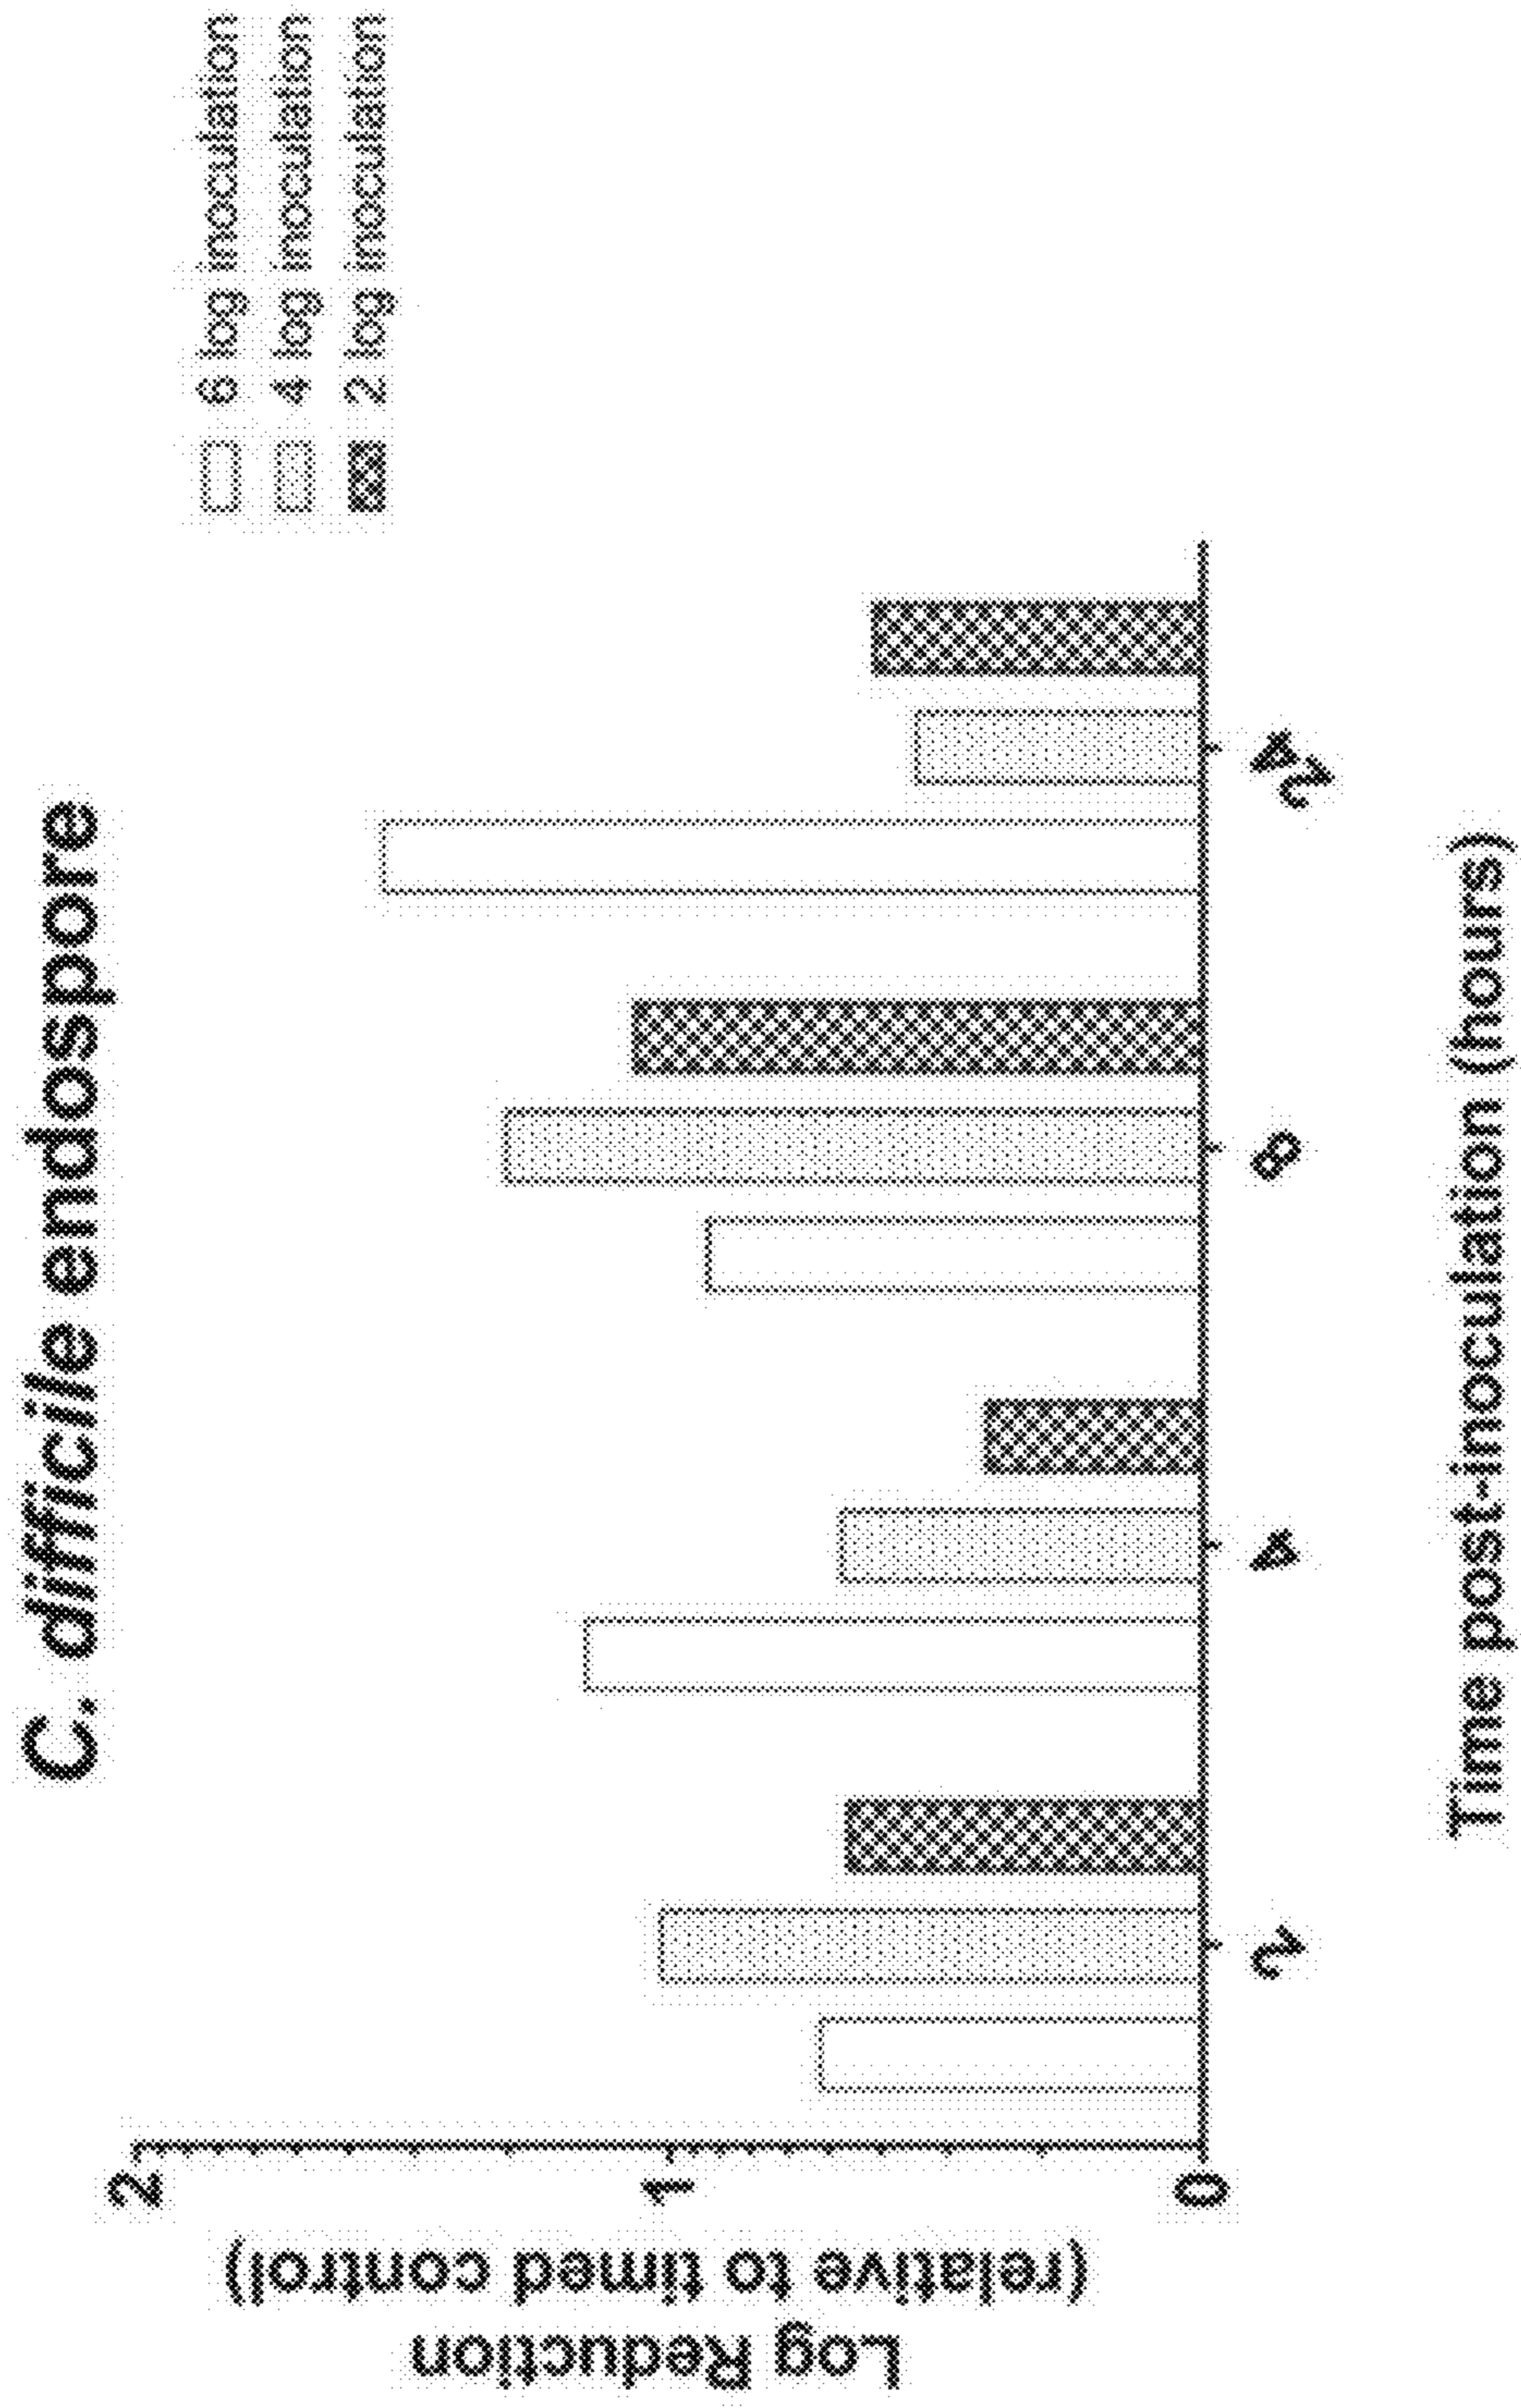 C. difficile endospore
6 log inoculation
4 log inoculation
2 log inoculation
Log Reduction
(relative to timed control)
2
1
0
2
4
8
24
Time post-inoculation (hours)